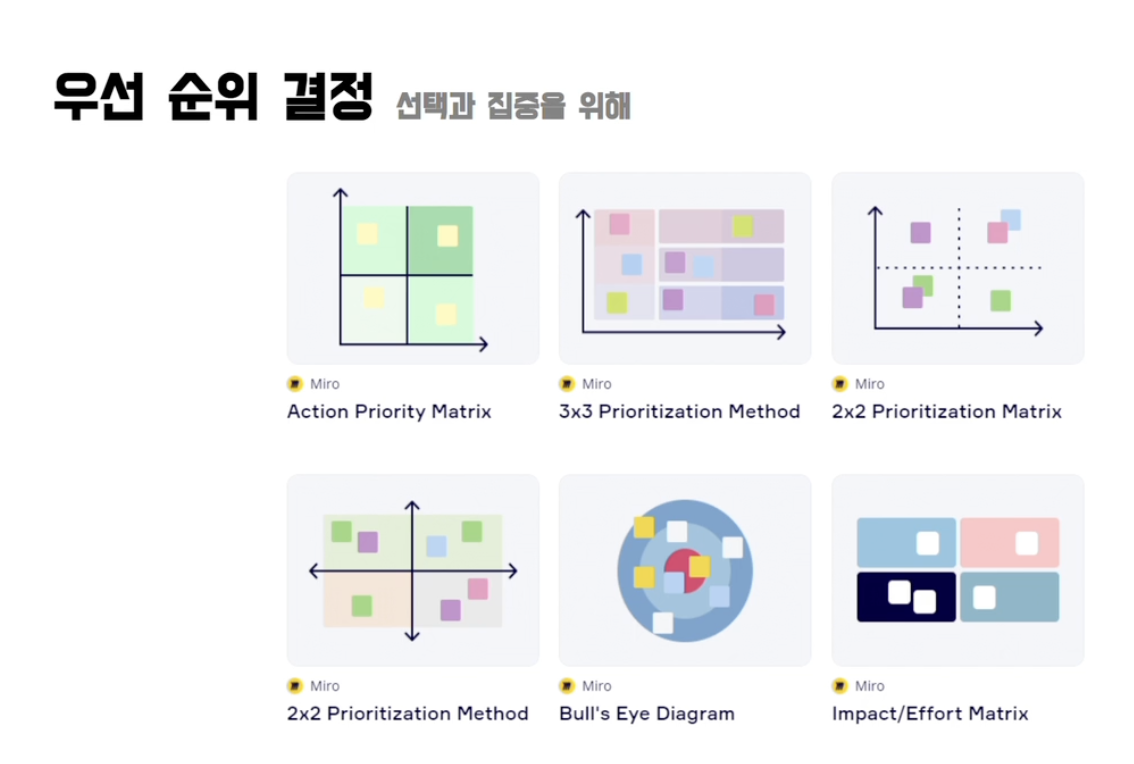 우선 순위 결정 선택과 집중을 위해
Miro
Action Priority Matrix
Miro
3x3 Prioritization Method
Miro
2x2 Prioritization Matrix
Miro
2x2 Prioritization Method
Miro
Bull's Eye Diagram
Miro
Impact/Effort Matrix